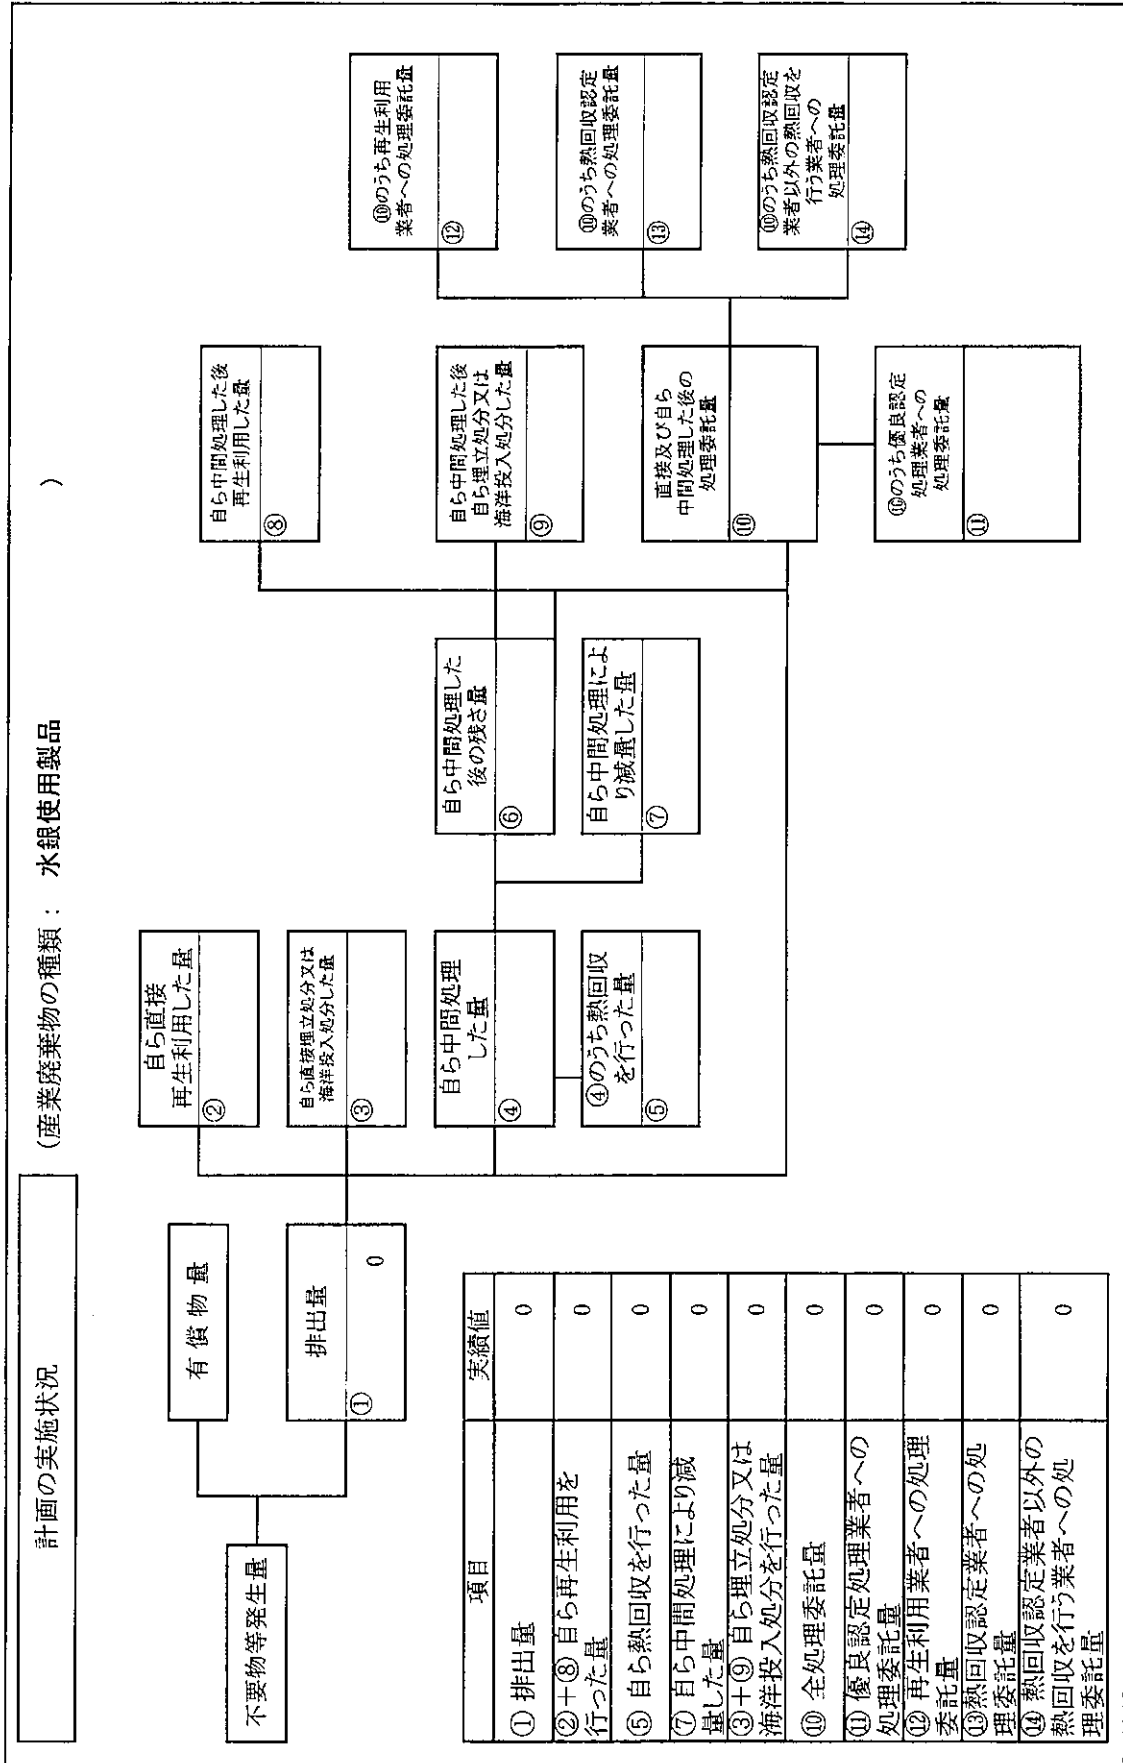 計画の実施状況
(産業廃棄物の種類： 水銀使用製品 )
不要物等発生量
有償物量
排出量
①
0
自ら直接
再生利用した量
②
自ら直接埋立処分又は
海洋投入処分した量
③
自ら中間処理
した量
④
④のうち熱回収
を行った量
⑤
自ら中間処理した
後の残さ量
⑥
自ら中間処理によ
り減量した量
⑦
自ら中間処理した後
再生利用した量
⑧
自ら中間処理した後
自ら埋立処分又は
海洋投入処分した量
⑨
直接及び自ら
中間処理した後の
処理委託量
⑩
⑩のうち優良認定
処理業者への
処理委託量
⑪
⑩のうち再生利用
業者への処理委託量
⑫
⑩のうち熱回収認定
業者への処理委託量
⑬
⑩のうち熱回収認定
業者以外の熱回収を
行う業者への
処理委託量
⑭
項目 実績値
① 排出量 0
②+⑧ 自ら再生利用を
行った量 0
⑤ 自ら熱回収を行った量 0
⑦ 自ら中間処理により減
量した量 0
③+⑨ 自ら埋立処分又は
海洋投入処分を行った量 0
⑩ 全処理委託量 0
⑪ 優良認定処理業者への
処理委託量 0
⑫ 再生利用業者への処理
委託量 0
⑬熱回収認定業者への処
理委託量 0
⑭ 熱回収認定業者以外の
熱回収を行う業者への処
理委託量 0